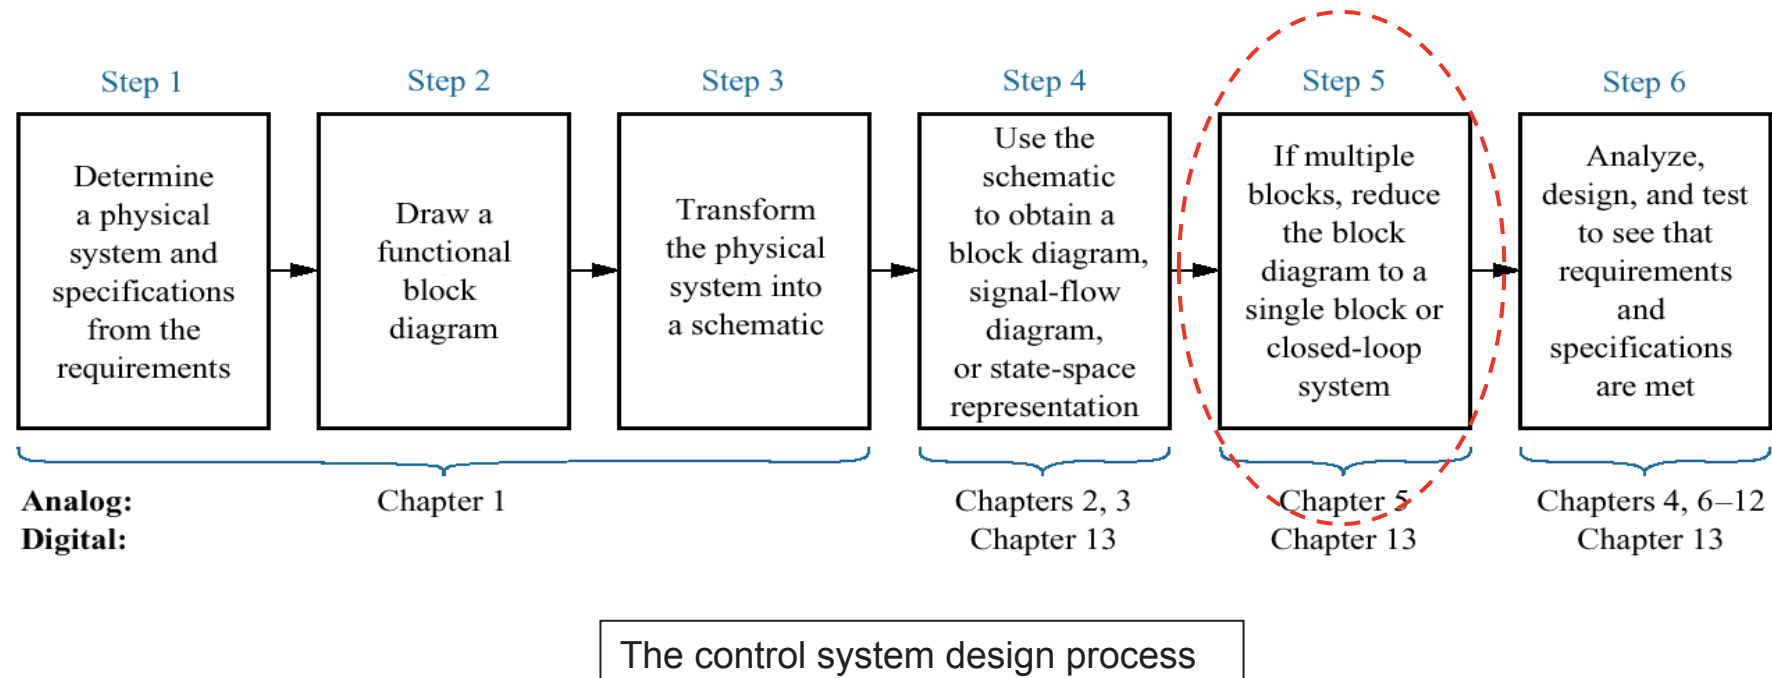 Step 1
Determine
a physical
system and
specifications
from the
requirements
Step 2
Draw a
functional
block
diagram
Step 3
Transform
the physical
system into
a schematic
Step 4
Use the
schematic
to obtain a
block diagram,
signal-flow
diagram,
or state-space
representation
Step 5
If multiple
blocks, reduce
the block
diagram to a
single block or
closed-loop
system
Step 6
Analyze,
design, and test
to see that
requirements
and
specifications
are met
Analog: Chapter 1 Chapters 2, 3 Chapter 5 Chapters 4, 6–12
Digital: Chapter 13 Chapter 13 Chapter 13
The control system design process